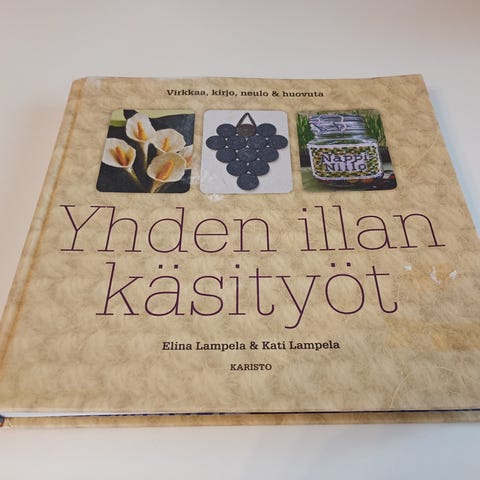 Virkkaa, kirjo, neulo & huovuta
Nappi
Niilo
Yhden illan
käsityöt
Elina Lampela & Kati Lampela
KARISTO